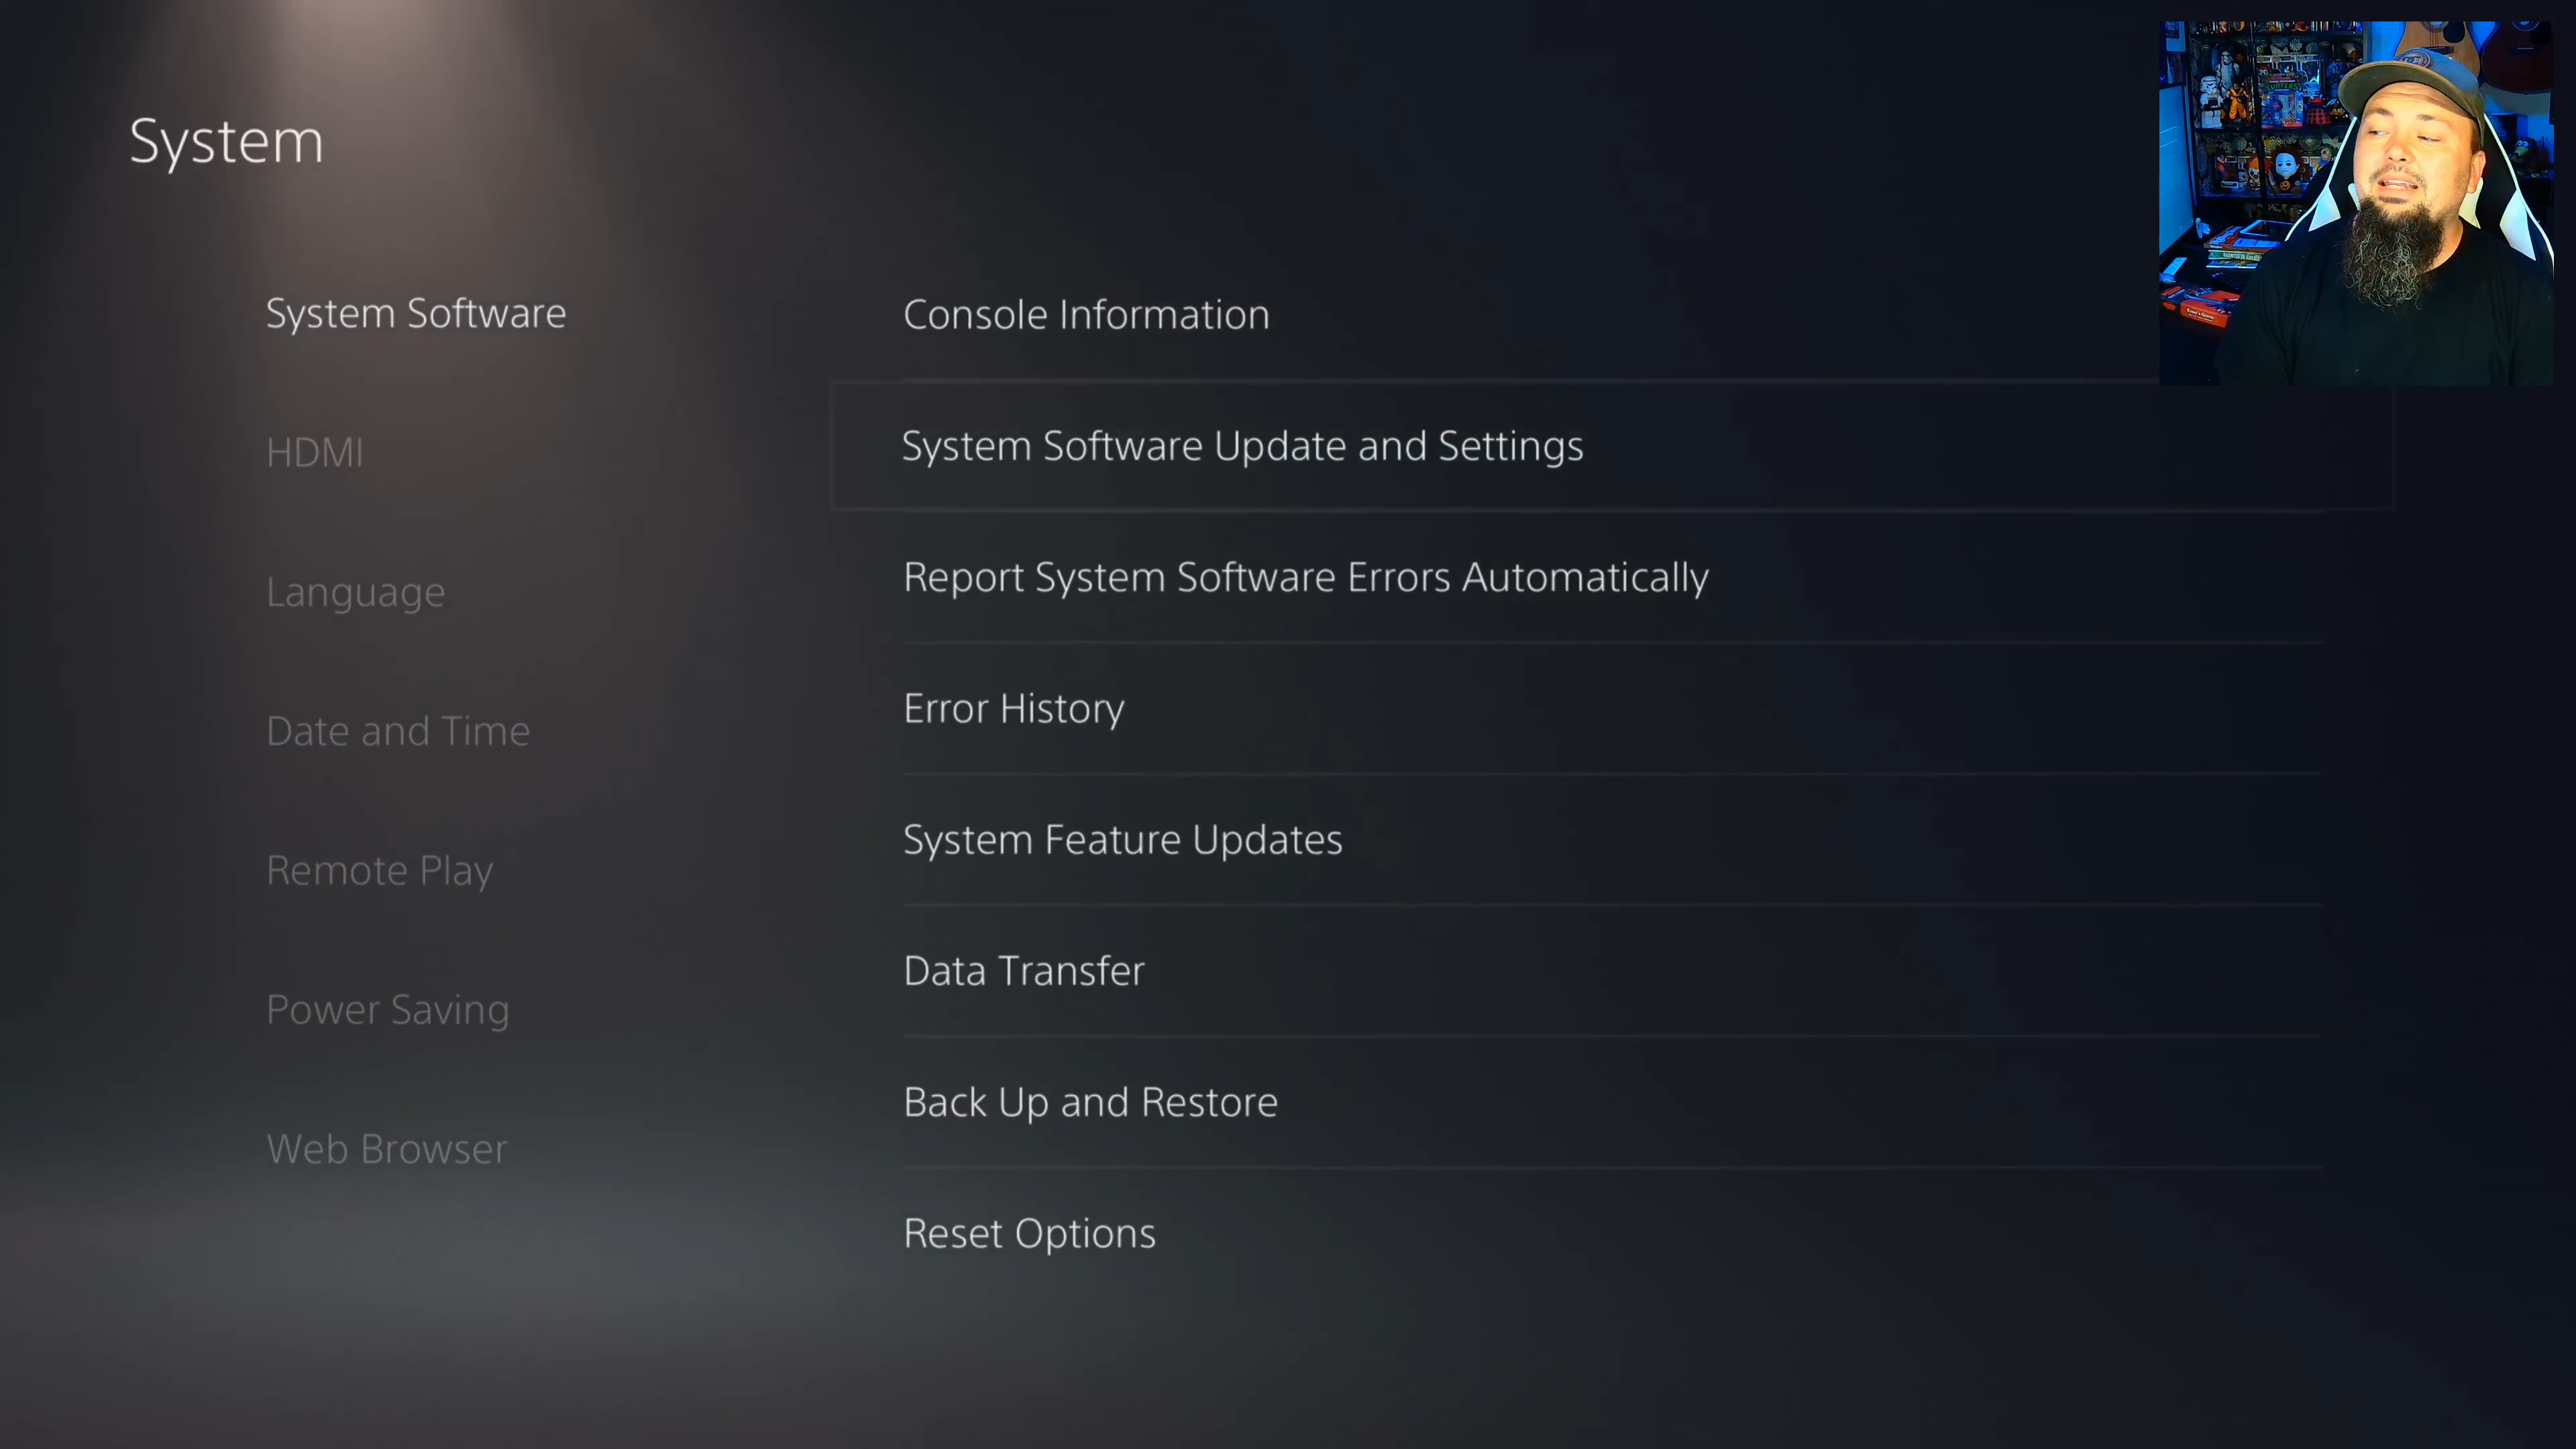 System
System Software
HDMI
Language
Date and Time
Remote Play
Power Saving
Web Browser
Console Information
System Software Update and Settings
Report System Software Errors Automatically
Error History
System Feature Updates
Data Transfer
Back Up and Restore
Reset Options